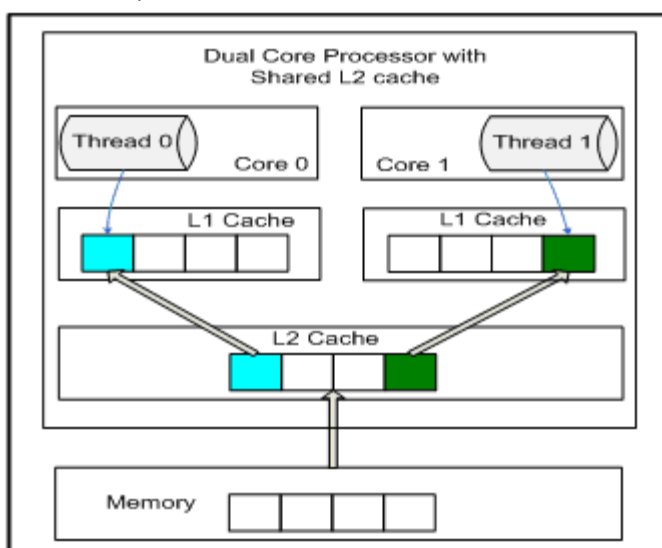 Dual Core Processor with
Shared L2 cache
Thread 0
Core 0
Core 1
Thread 1
L1 Cache
L1 Cache
L2 Cache
Memory